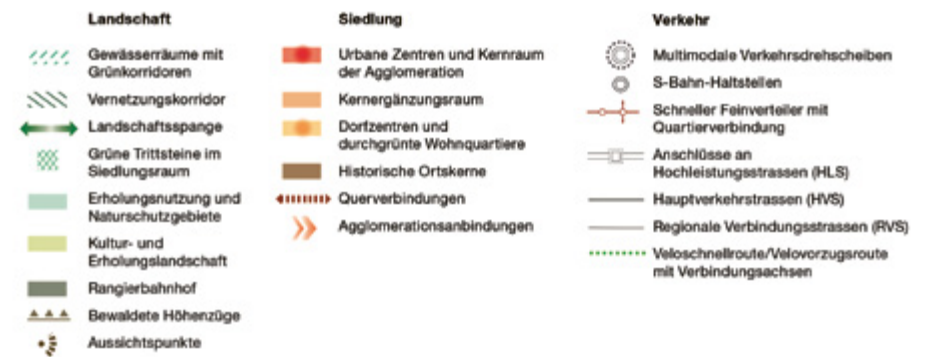 Landschaft
Gewässerräume mit
Grünkorridoren
Vernetzungskorridor
Landschaftsspange
Grüne Trittsteine im
Siedlungsraum
Erholungsnutzung und
Naturschutzgebiete
Kultur- und
Erholungslandschaft
Rangierbahnhof
Bewaldete Höhenzüge
Aussichtspunkte
Siedlung
Urbane Zentren und Kernraum
der Agglomeration
Kernergänzungsraum
Dorfzentren und
durchgrünte Wohnquartiere
Historische Ortskerne
Querverbindungen
Agglomerationsanbindungen
Verkehr
Multimodale Verkehrsdrehscheiben
S-Bahn-Haltstellen
Schneller Feinverteiler mit
Quartierverbindung
Anschlüsse an
Hochleistungsstrassen (HLS)
Hauptverkehrstrassen (HVS)
Regionale Verbindungsstrassen (RVS)
Veloschnellroute/Velovorzugsroute
mit Verbindungsachsen